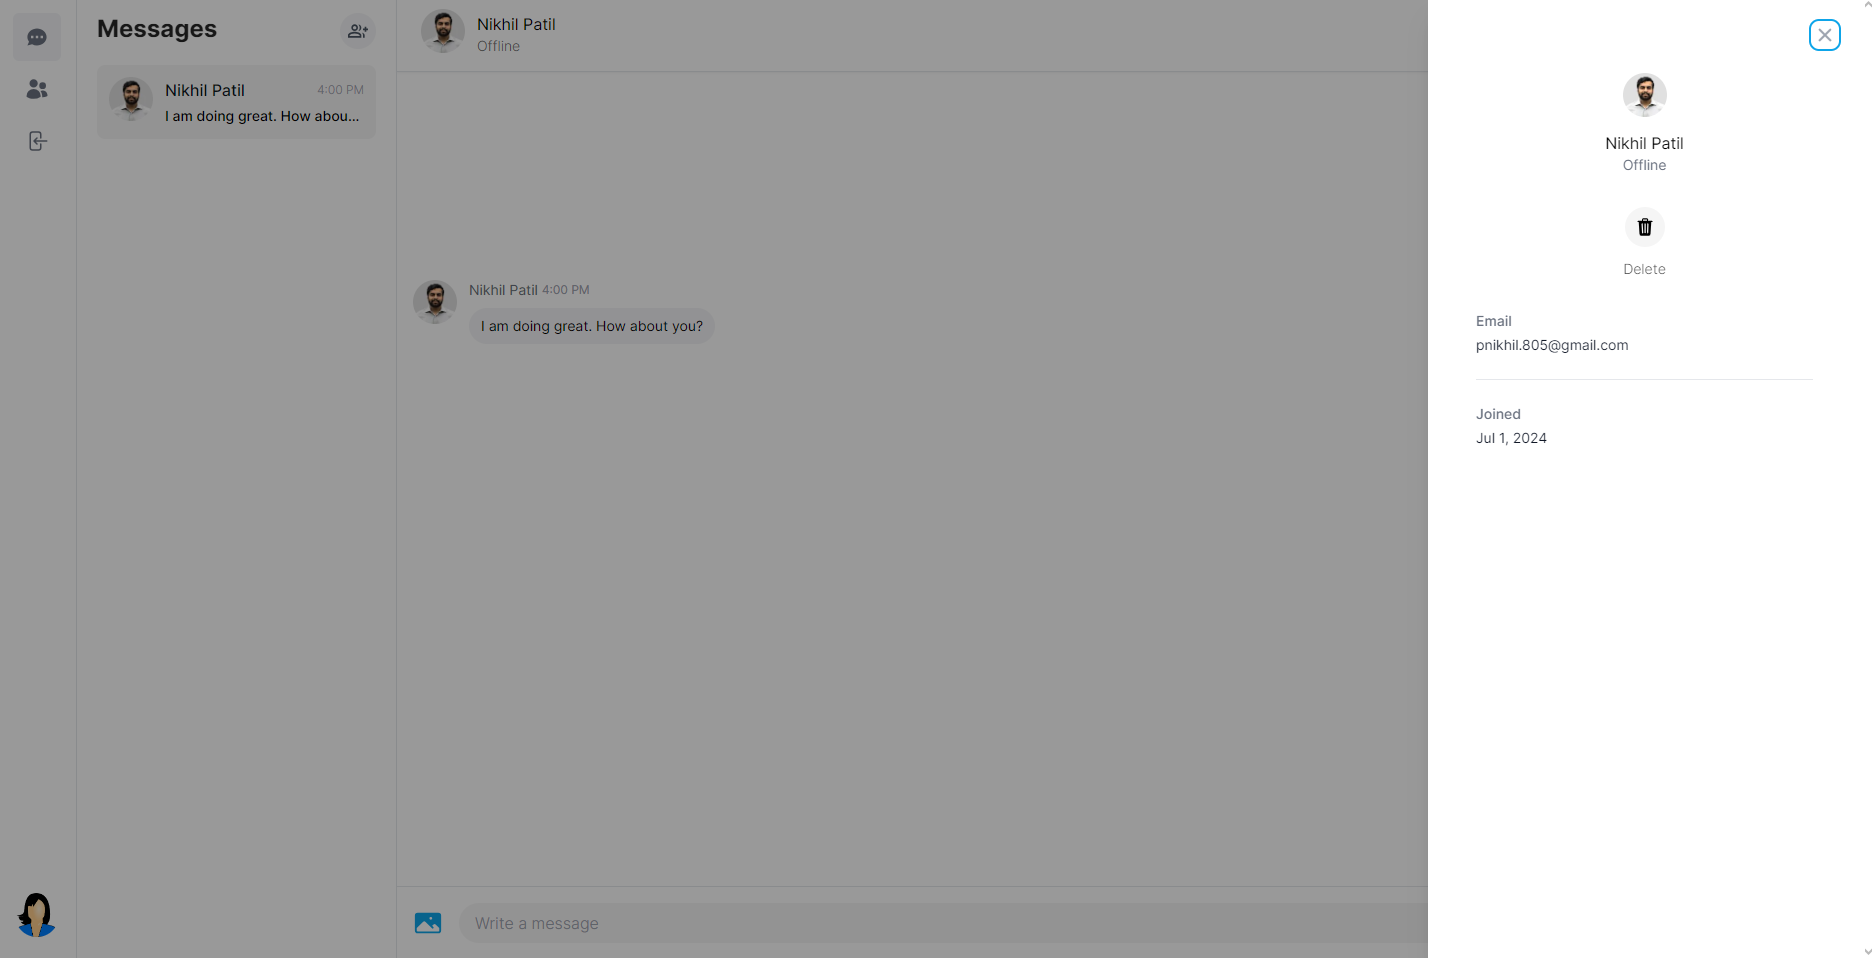 Messages
Nikhil Patil 4:00 PM
I am doing great. How abou...
Nikhil Patil
Offline
Nikhil Patil 4:00 PM
I am doing great. How about you?
Write a message
Nikhil Patil
Offline
Delete
Email
pnikhil.805@gmail.com
Joined
Jul 1, 2024